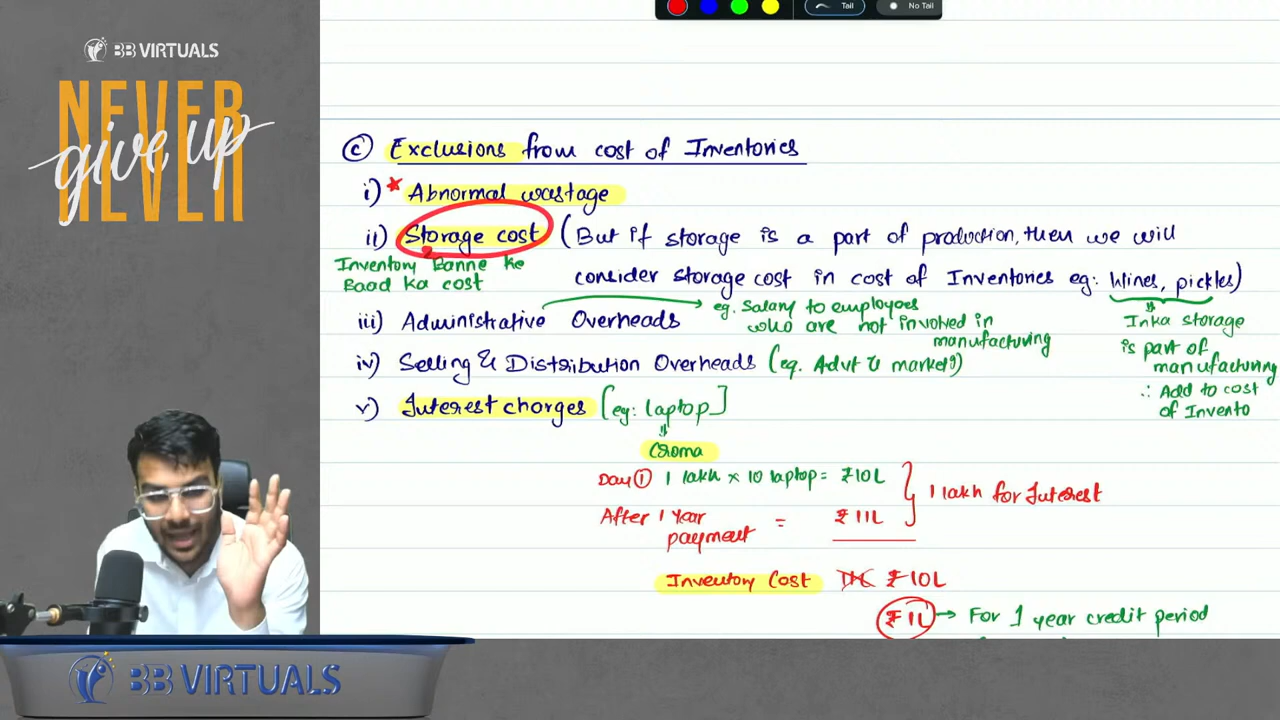 Tail
No Tail
BB VIRTUALS
NEVER
give up
NEVER
c) Exclusions from cost of Inventories
i) * Abnormal wastage
ii) Storage cost (But if storage is a part of production, then we will
consider storage cost in cost of Inventories eg: Wines, pickles)
Inventory Banne ke
Baad ka cost
Inka storage
is part of
manufacturing
∴ Add to cost
of Invento
iii) Administrative Overheads
eg. Salary to employees
who are not involved in
manufacturing
iv) Selling & Distribution Overheads (eg. Advt & marketg)
v) Interest charges [eg: laptop]
Croma
Day ① 1 lakh × 10 laptop = ₹10L
After 1 Year
payment = ₹11L
1 lakh for Interest
Inventory Cost ₹10L
₹1L → For 1 year credit period
BB VIRTUALS